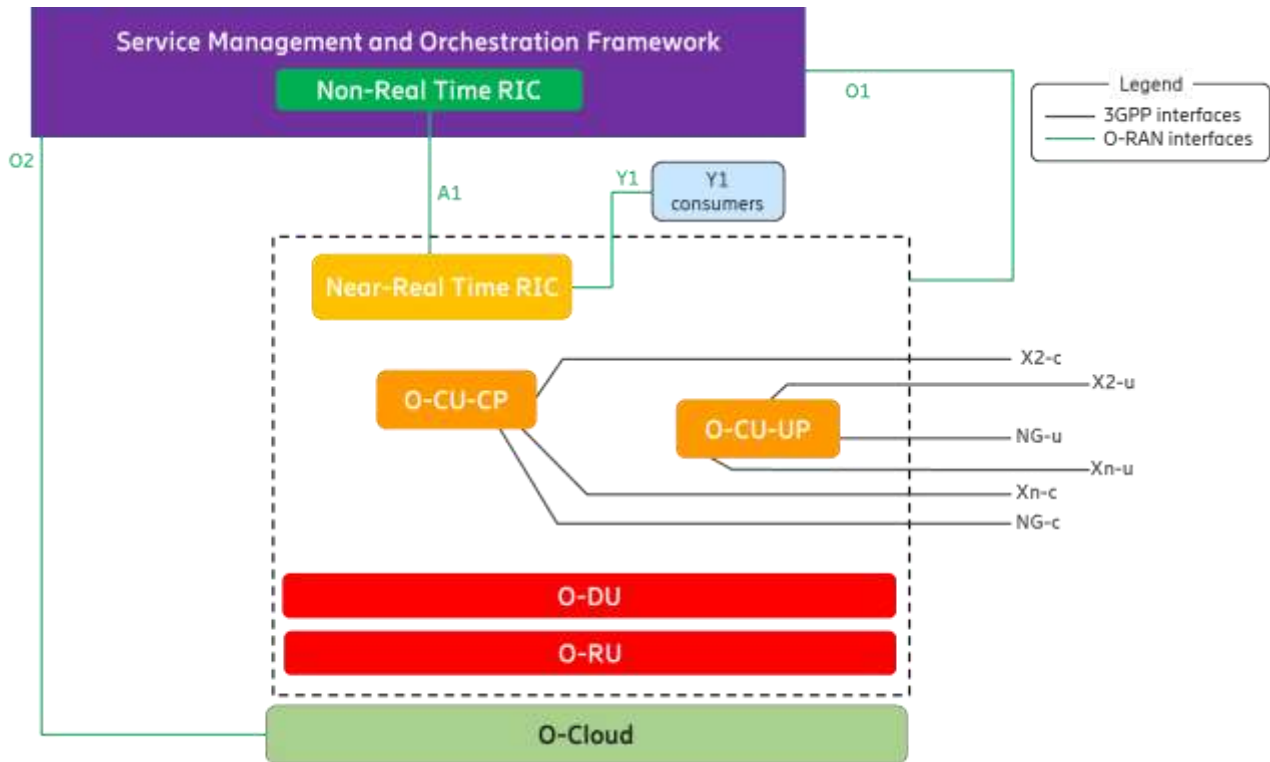 Service Management and Orchestration Framework
Non-Real Time RIC
O1
Legend
3GPP interfaces
O-RAN interfaces
O2
A1
Y1
Y1
consumers
Near-Real Time RIC
X2-c
X2-u
O-CU-CP
O-CU-UP
NG-u
Xn-u
Xn-c
NG-c
O-DU
O-RU
O-Cloud